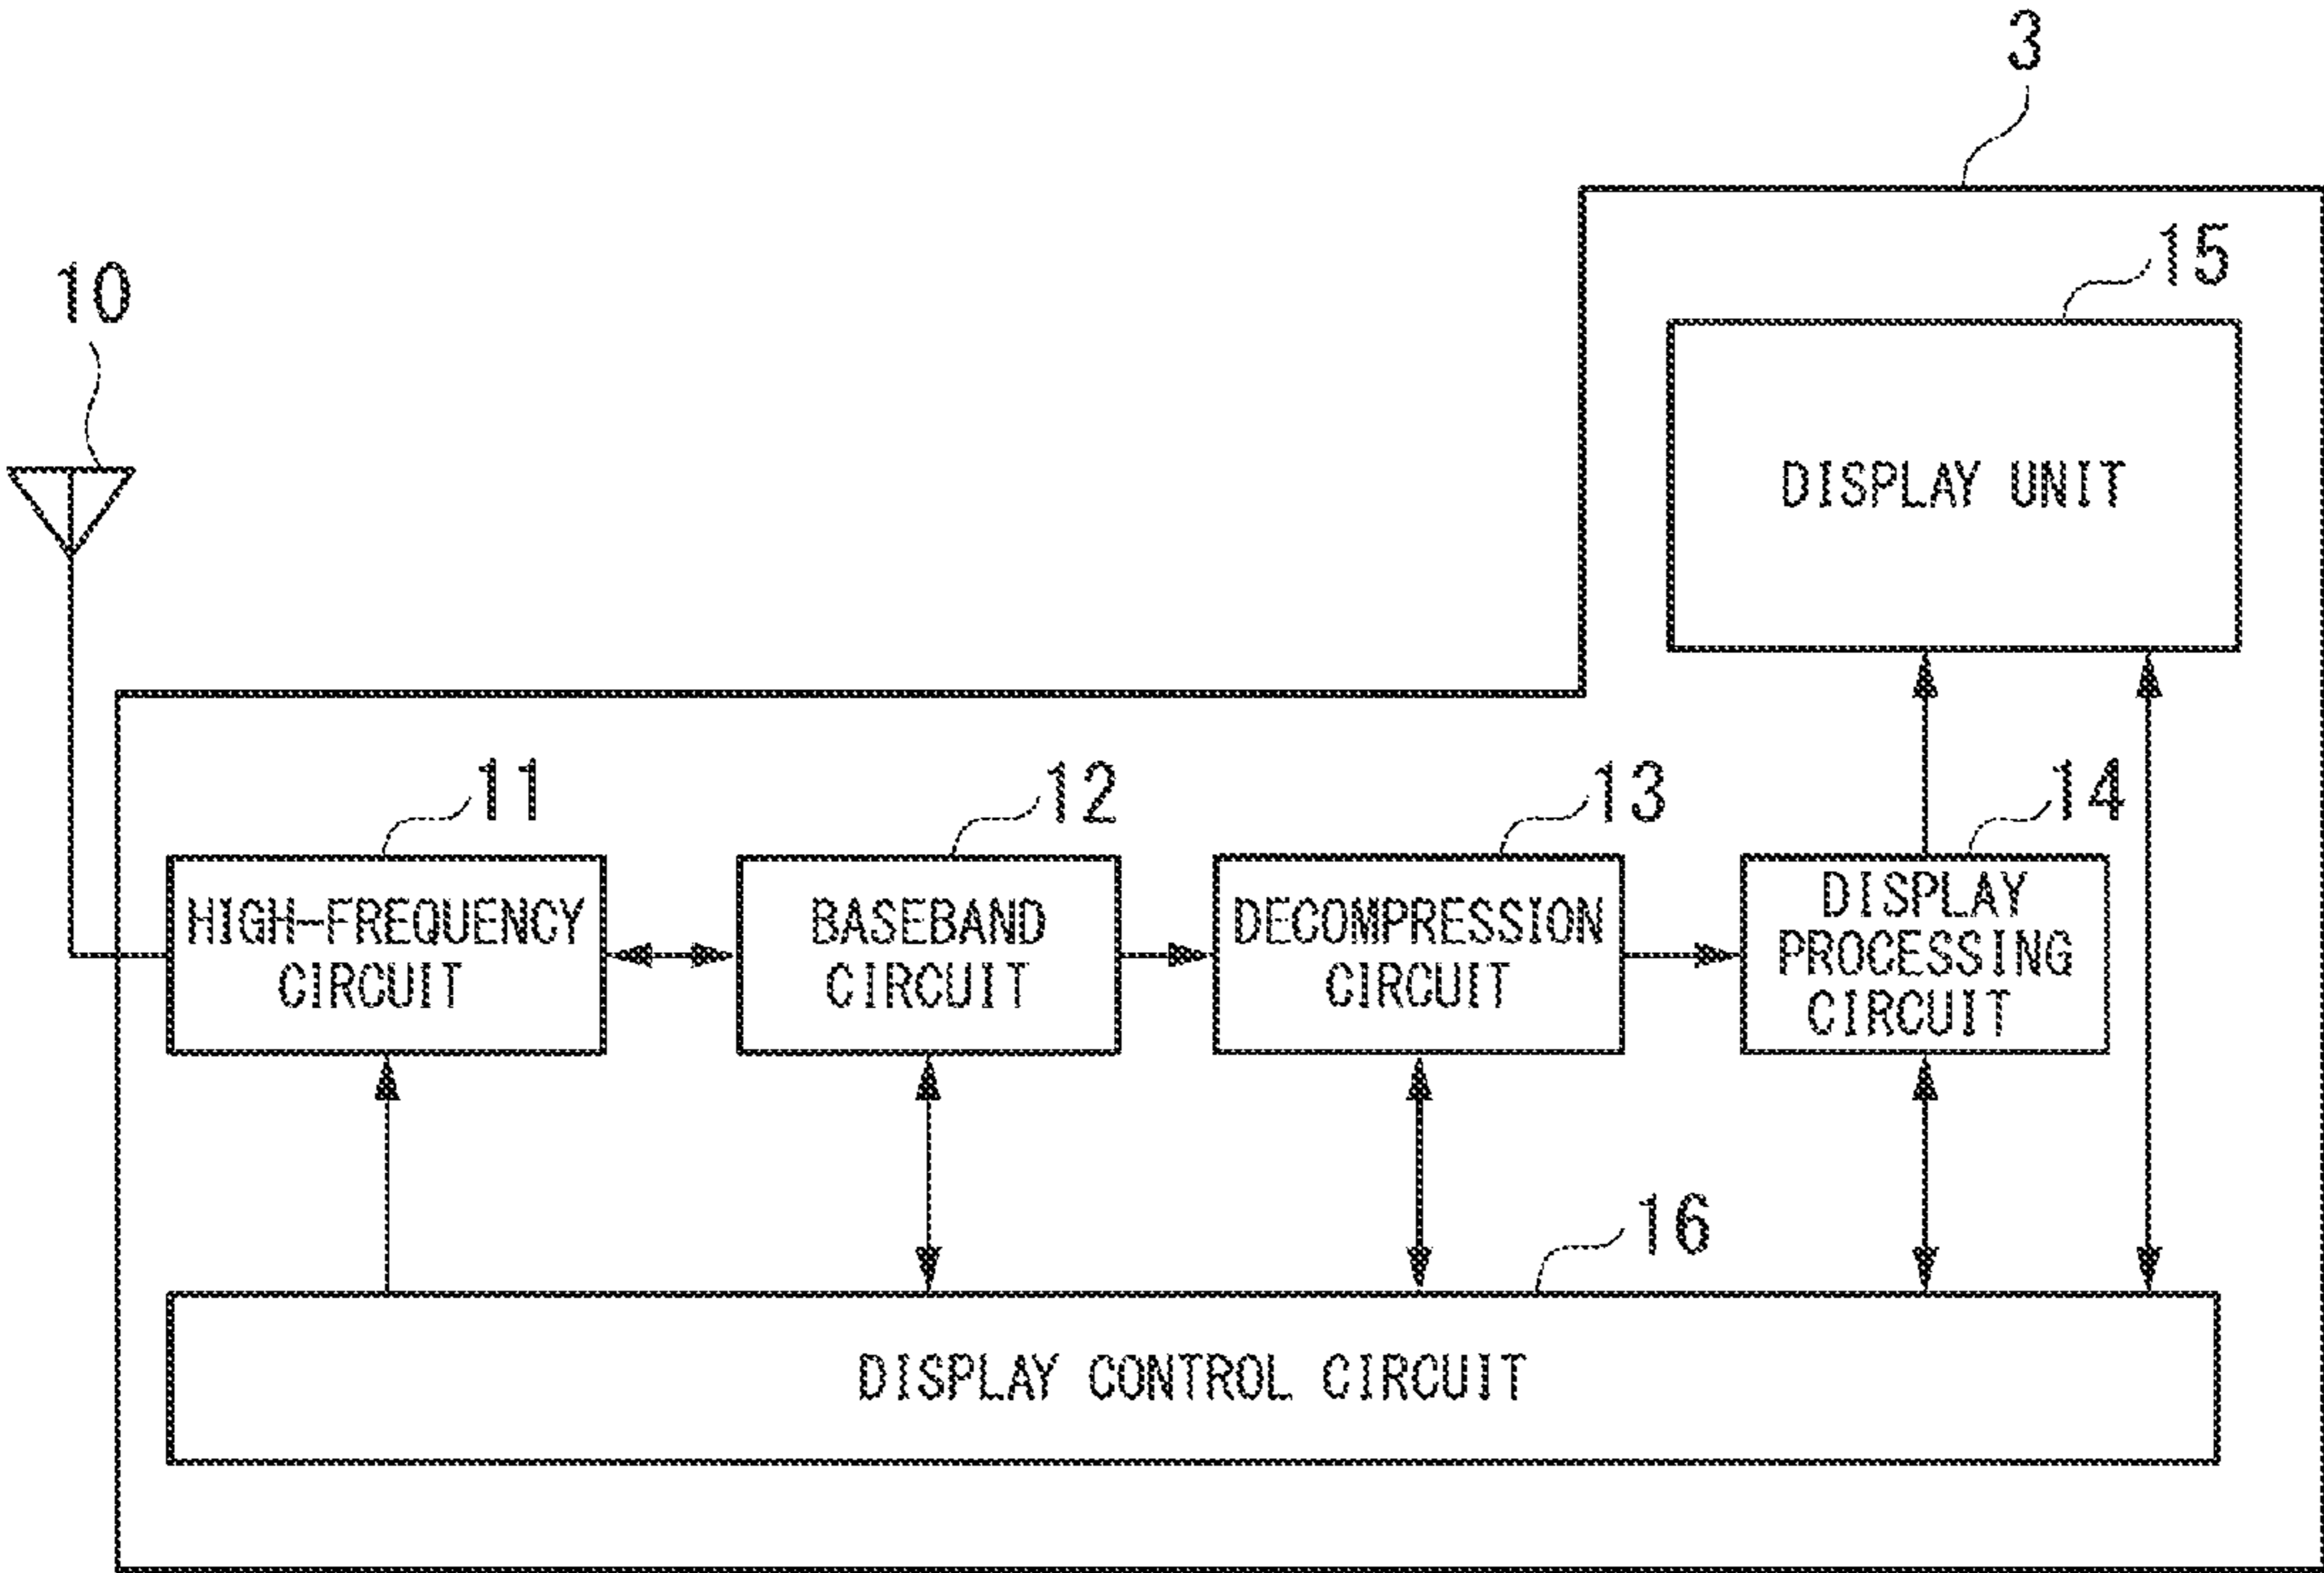 3
15
10
DISPLAY UNIT
11
12
13
14
HIGH-FREQUENCY
CIRCUIT
BASEBAND
CIRCUIT
DECOMPRESSION
CIRCUIT
DISPLAY
PROCESSING
CIRCUIT
16
DISPLAY CONTROL CIRCUIT